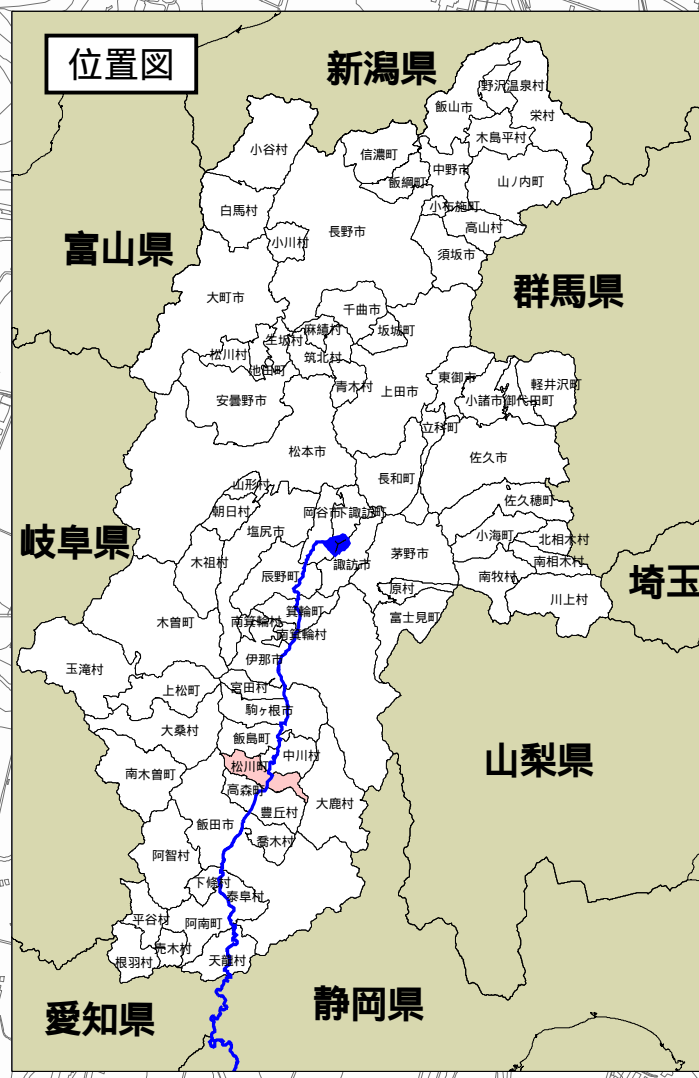 位置図
新潟県
野沢温泉村
飯山市
栄村
木島平村
小谷村
信濃町
中野市
飯綱町
山ノ内町
白馬村
小布施町
高山村
長野市
小川村
須坂市
富山県
群馬県
大町市
千曲市
麻績村
坂城町
生坂村
松川村
筑北村
池田町
東御市
軽井沢町
青木村
上田市
安曇野市
小諸市
御代田町
立科町
松本市
佐久市
長和町
山形村
佐久穂町
朝日村
岡谷市
下諏訪町
塩尻市
小海町
北相木村
岐阜県
茅野市
木祖村
諏訪市
南相木村
辰野町
南牧村
埼玉
原村
川上村
箕輪町
富士見町
木曽町
南箕輪村
南箕輪村
伊那市
玉滝村
宮田村
上松町
駒ヶ根市
大桑村
飯島町
中川村
山梨県
松川町
南木曽町
高森町
大鹿村
豊丘村
飯田市
喬木村
阿智村
下條村
泰阜村
平谷村
阿南町
売木村
天龍村
根羽村
静岡県
愛知県